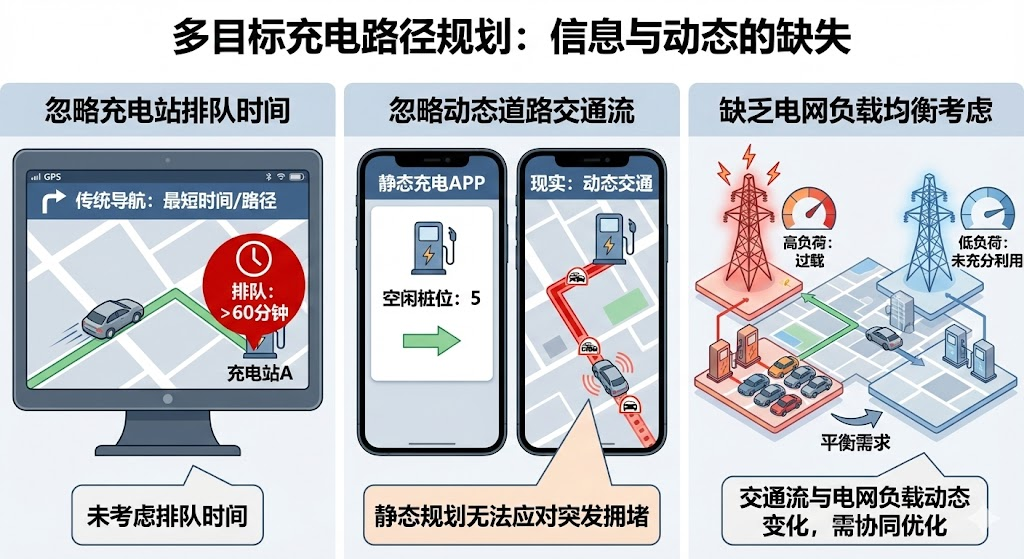 多目标充电路径规划：信息与动态的缺失
忽略充电站排队时间
GPS
传统导航：最短时间/路径
排队：
>60分钟
充电站A
未考虑排队时间
忽略动态道路交通流
静态充电APP
空闲桩位：5
现实：动态交通
静态规划无法应对突发拥堵
缺乏电网负载均衡考虑
高负荷：
过载
低负荷：
未充分利用
平衡需求
交通流与电网负载动态
变化，需协同优化